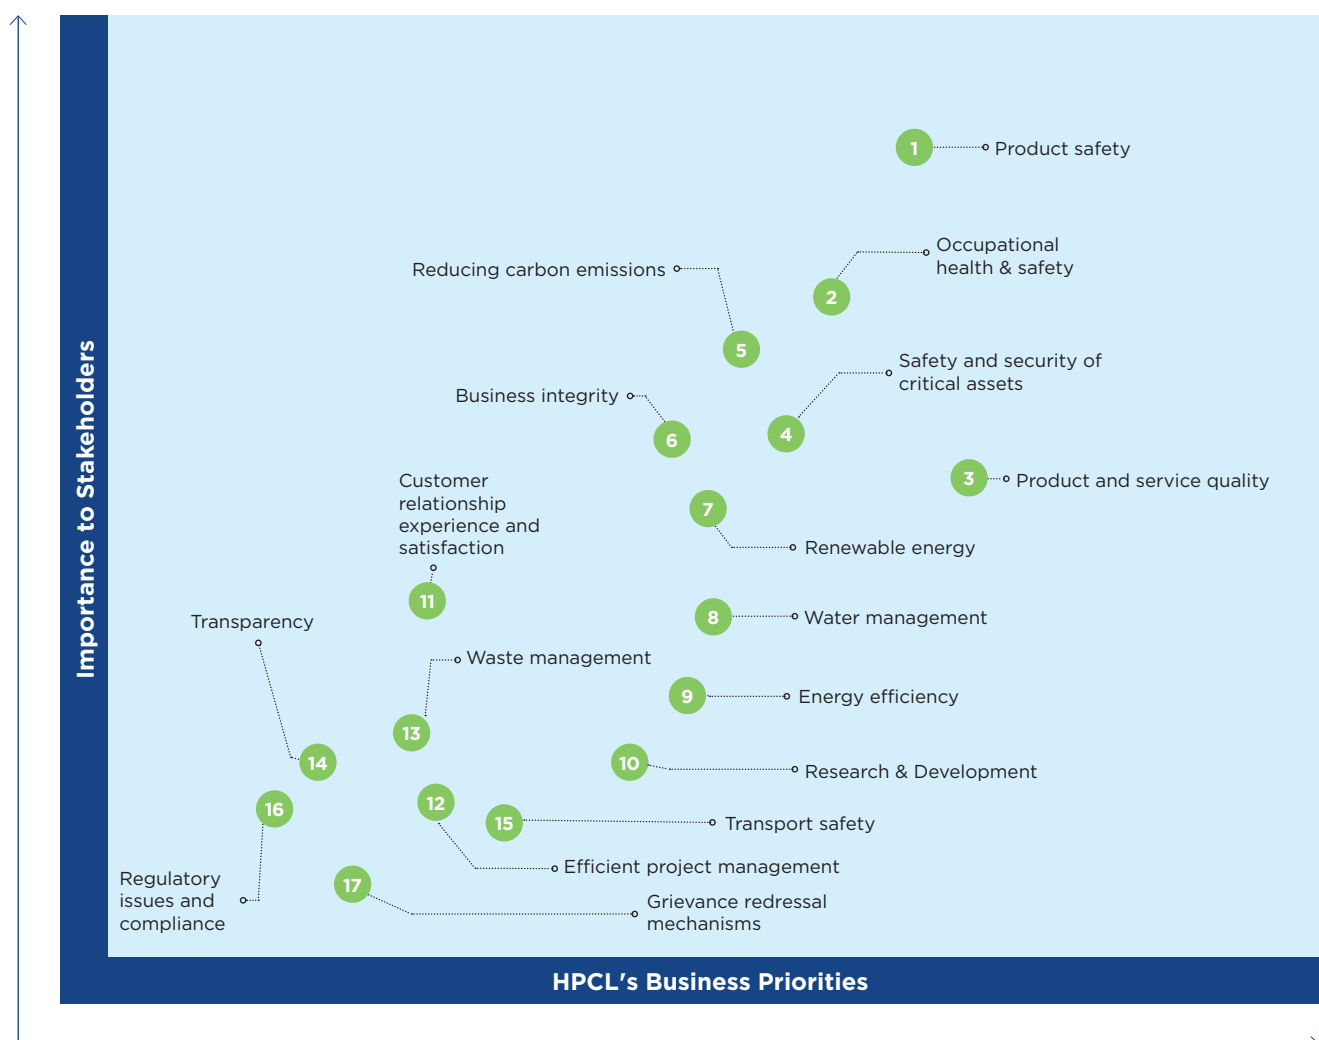 1
Product safety
Occupational
health & safety
Reducing carbon emissions
2
5
Safety and security of
critical assets
Business integrity
6
4
3
Product and service quality
Customer
relationship
experience and
satisfaction
7
Renewable energy
11
8
Water management
Transparency
Waste management
9
Energy efficiency
13
14
10
Research & Development
16
12
15
Transport safety
Efficient project management
Regulatory
issues and
compliance
17
Grievance redressal
mechanisms
Importance to Stakeholders
HPCL's Business Priorities